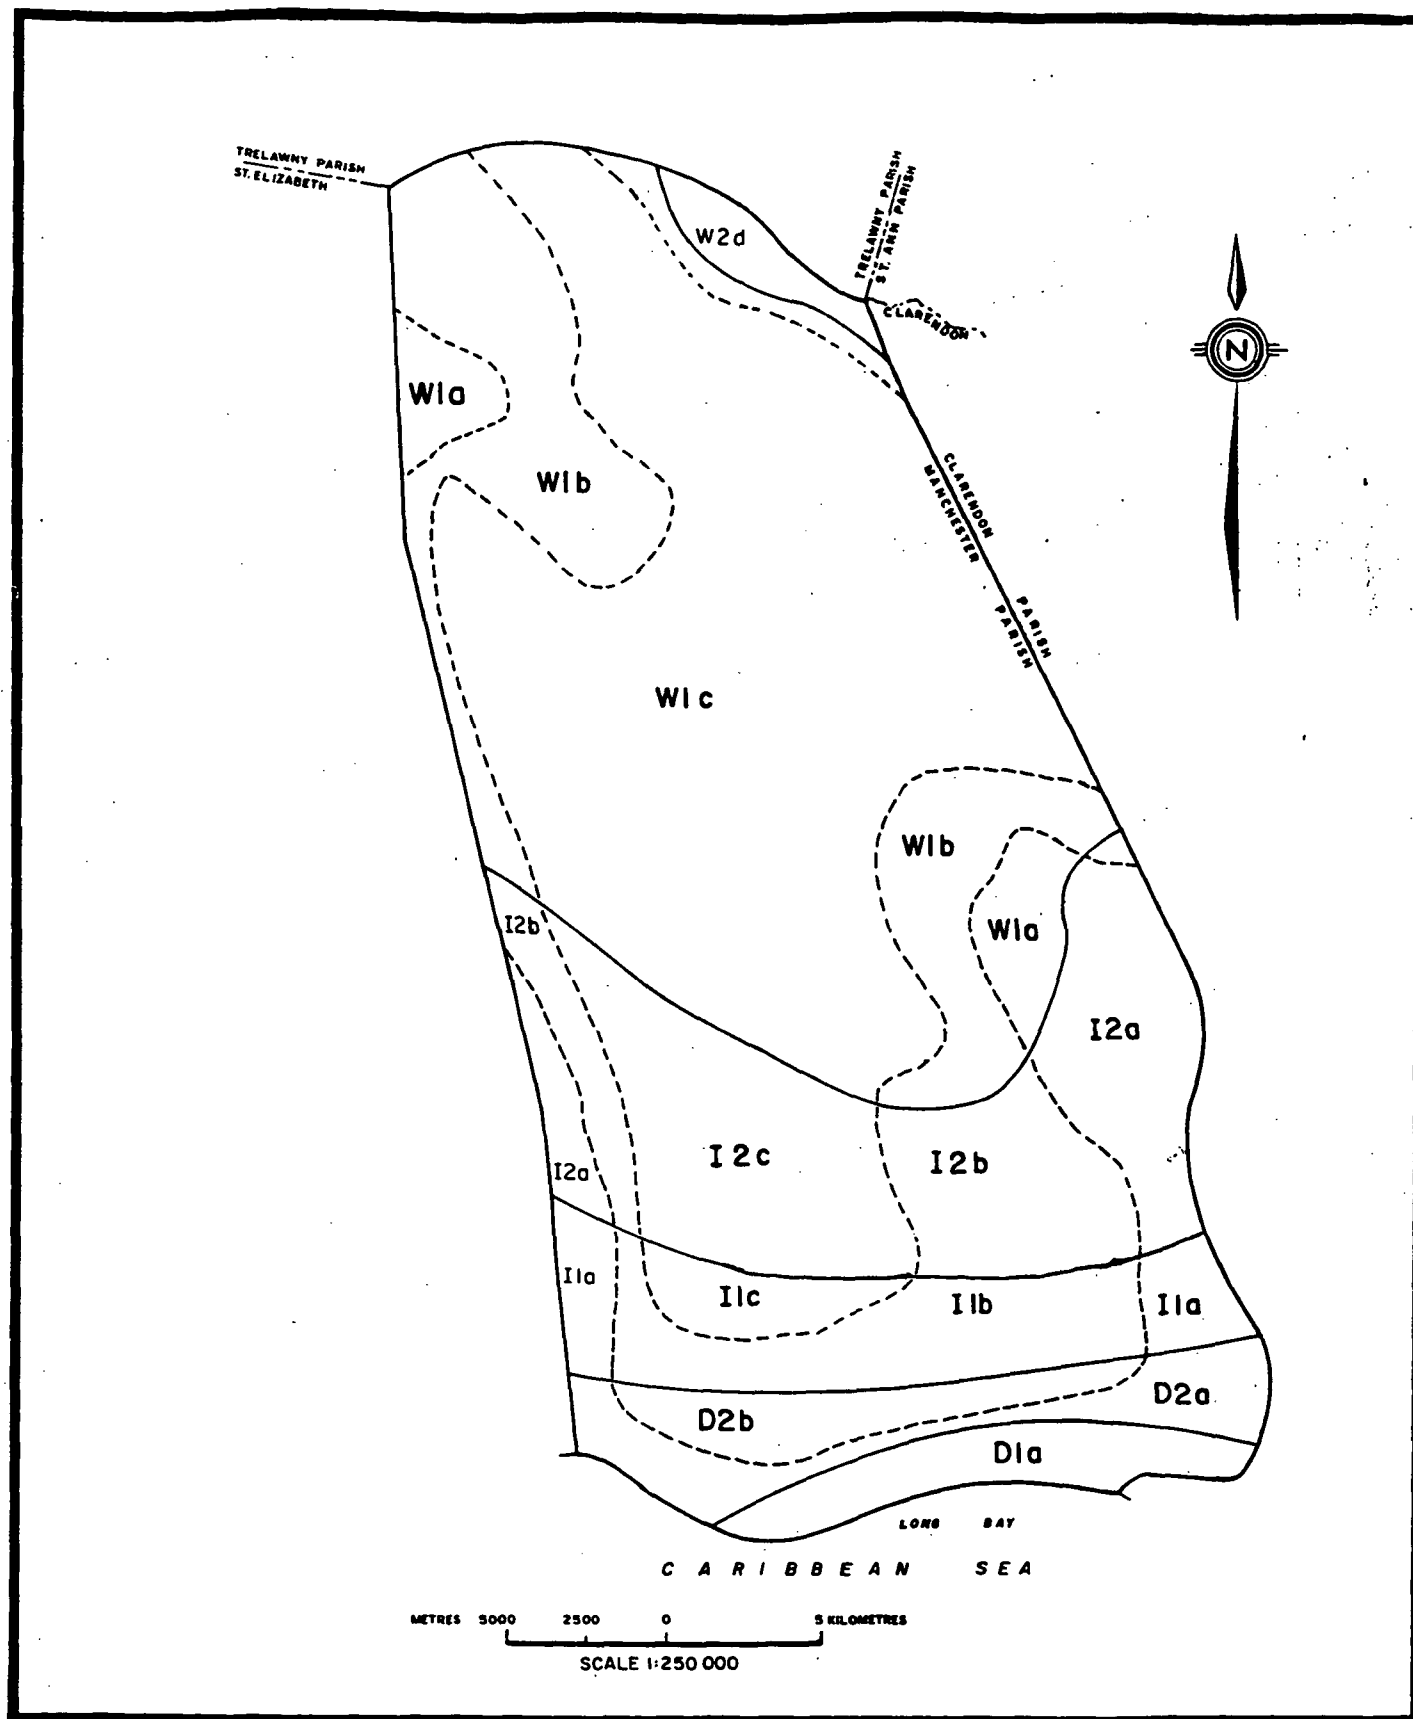 TRELAWNY PARISH
ST. ELIZABETH
TRELAWNY PARISH
ST. ANN PARISH
CLARENDON
W2d
N
W1a
W1b
CLARENDON PARISH
MANCHESTER PARISH
W1c
W1b
W1a
I2b
I2a
I2c
I2b
I2a
I1a
I1c
I1b
I1a
D2b
D2a
D1a
LONG BAY
CARIBBEAN SEA
METRES 5000 2500 0 5 KILOMETRES
SCALE 1:250 000